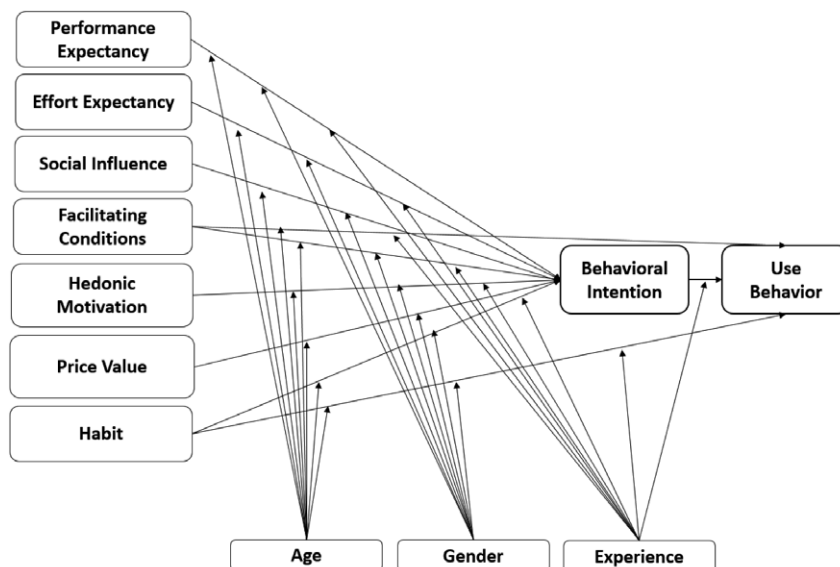 Performance
Expectancy
Effort Expectancy
Social Influence
Facilitating
Conditions
Hedonic
Motivation
Price Value
Habit
Behavioral
Intention
Use
Behavior
Age
Gender
Experience